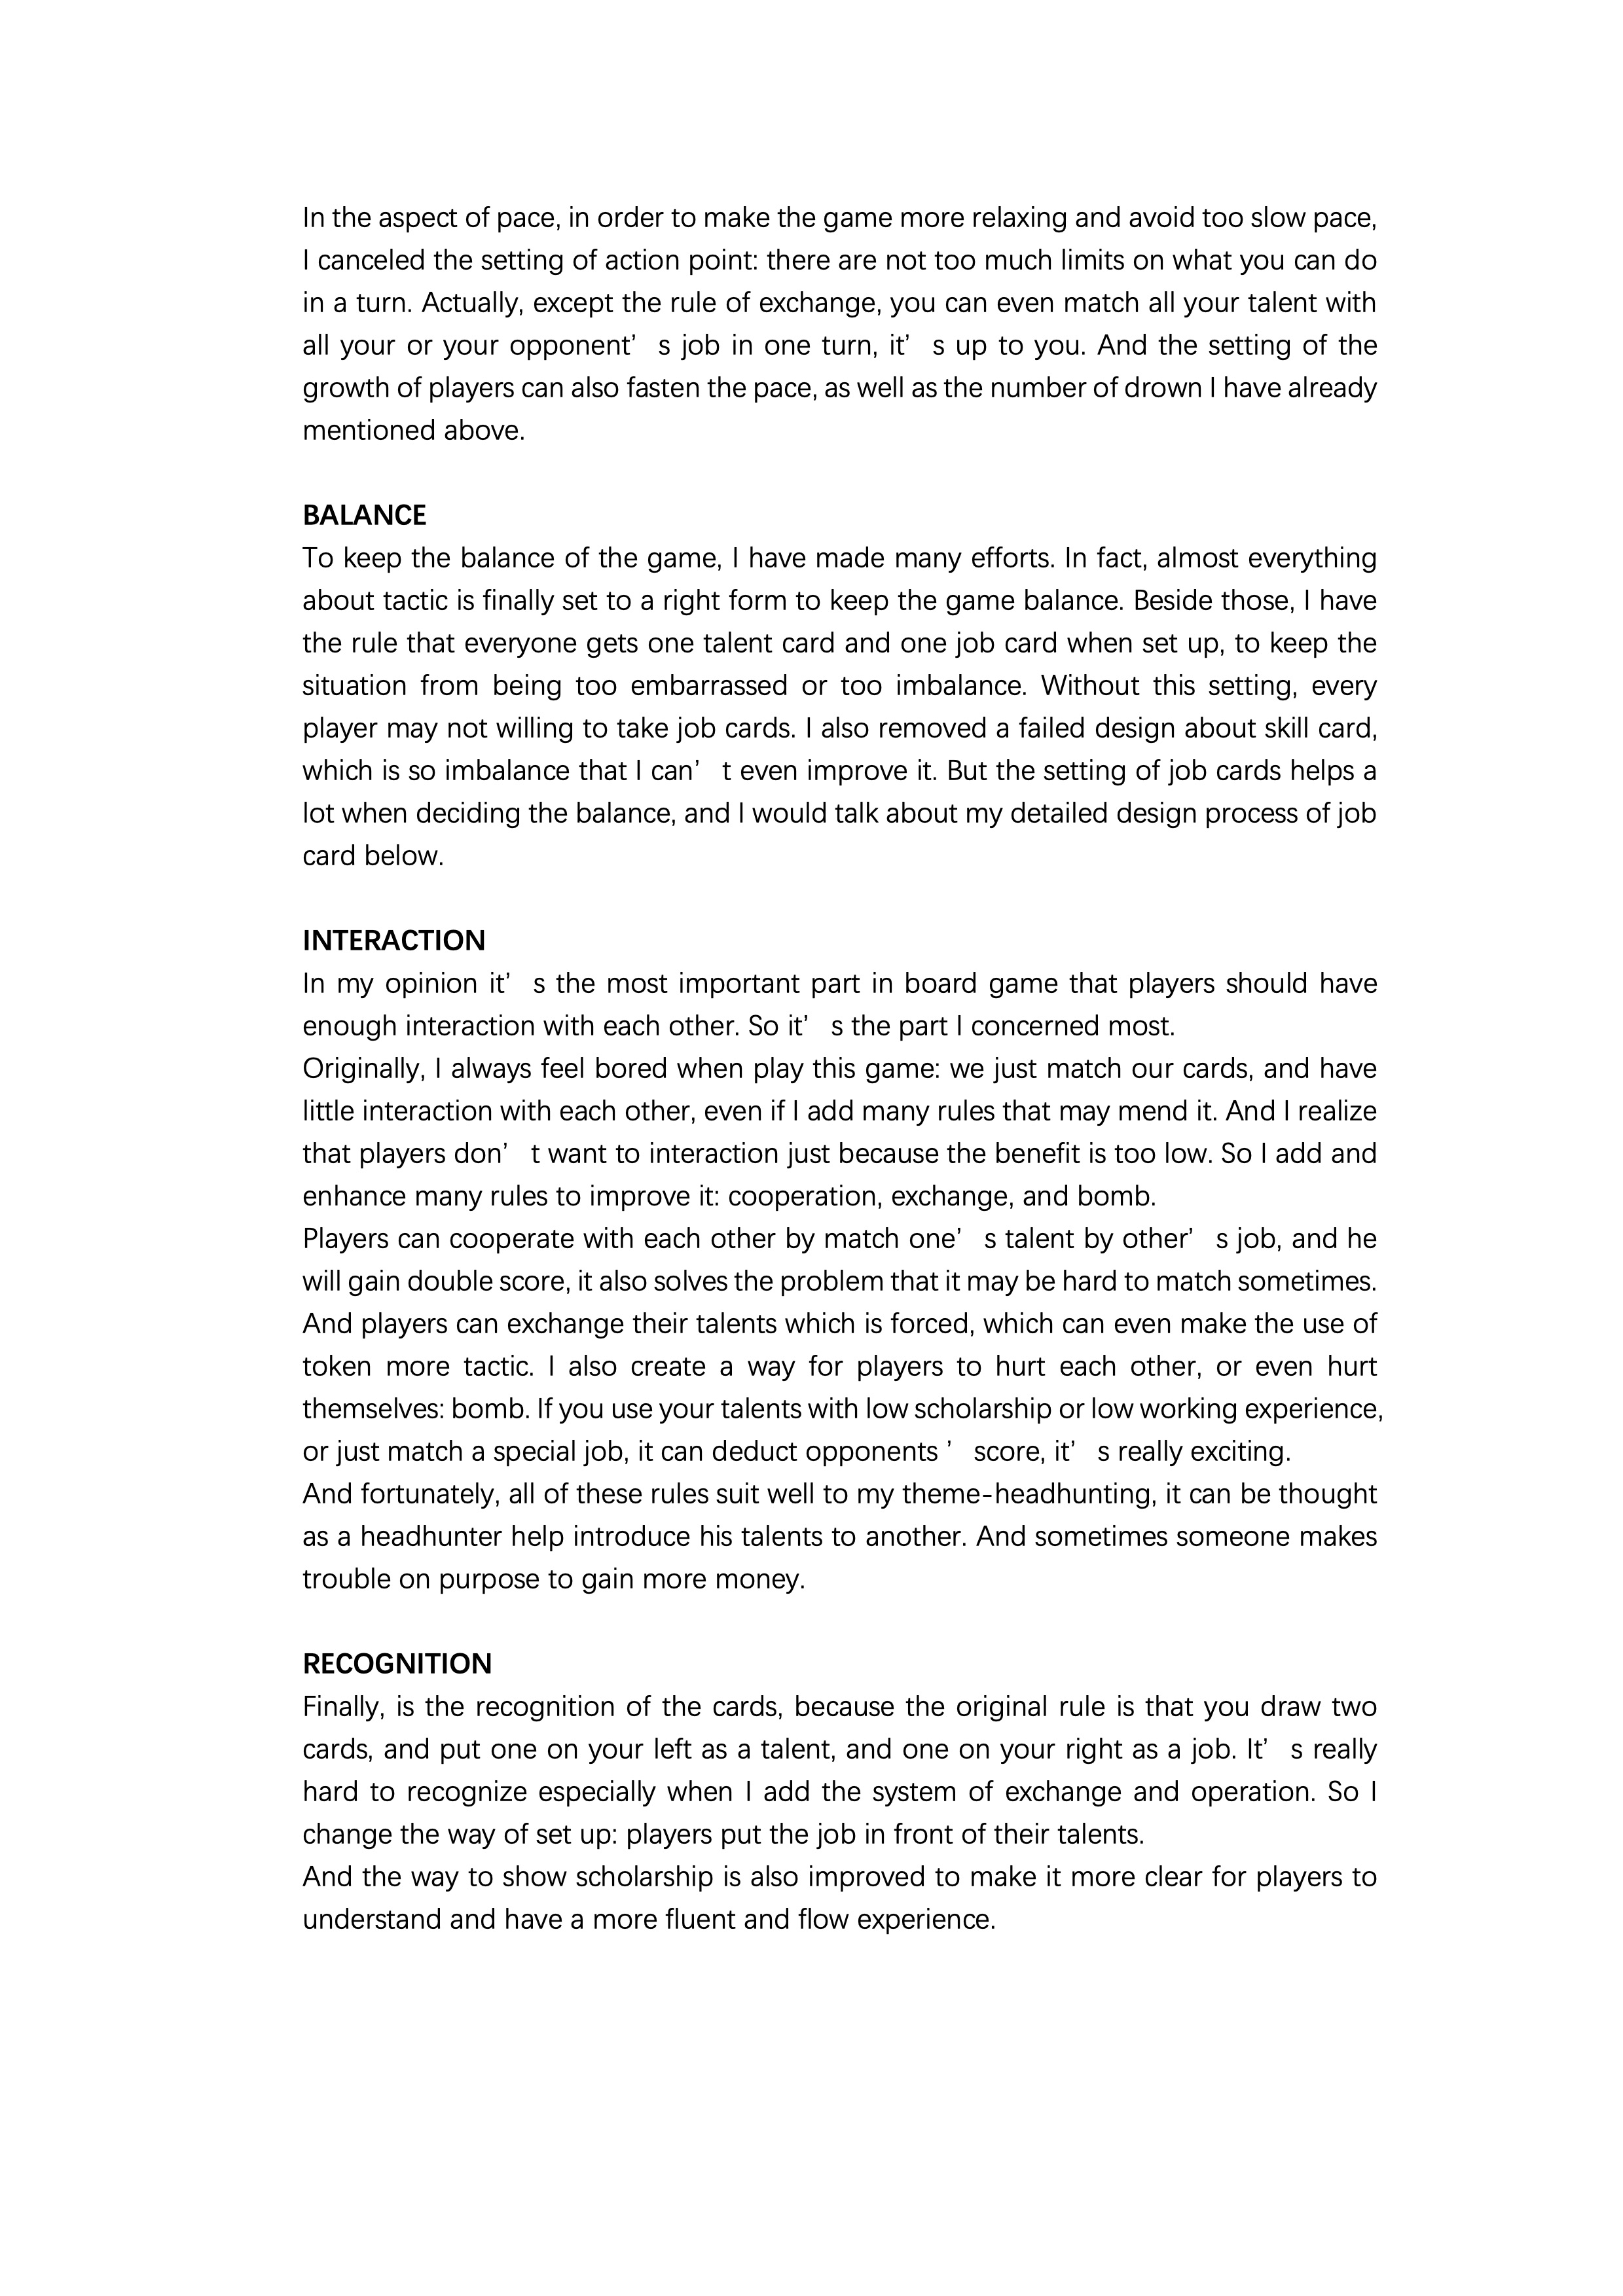 In the aspect of pace, in order to make the game more relaxing and avoid too slow pace,
I canceled the setting of action point: there are not too much limits on what you can do
in a turn. Actually, except the rule of exchange, you can even match all your talent with
all your or your opponent’s job in one turn, it’s up to you. And the setting of the
growth of players can also fasten the pace, as well as the number of drown I have already
mentioned above.
BALANCE
To keep the balance of the game, I have made many efforts. In fact, almost everything
about tactic is finally set to a right form to keep the game balance. Beside those, I have
the rule that everyone gets one talent card and one job card when set up, to keep the
situation from being too embarrassed or too imbalance. Without this setting, every
player may not willing to take job cards. I also removed a failed design about skill card,
which is so imbalance that I can’t even improve it. But the setting of job cards helps a
lot when deciding the balance, and I would talk about my detailed design process of job
card below.
INTERACTION
In my opinion it’s the most important part in board game that players should have
enough interaction with each other. So it’s the part I concerned most.
Originally, I always feel bored when play this game: we just match our cards, and have
little interaction with each other, even if I add many rules that may mend it. And I realize
that players don’t want to interaction just because the benefit is too low. So I add and
enhance many rules to improve it: cooperation, exchange, and bomb.
Players can cooperate with each other by match one’s talent by other’s job, and he
will gain double score, it also solves the problem that it may be hard to match sometimes.
And players can exchange their talents which is forced, which can even make the use of
token more tactic. I also create a way for players to hurt each other, or even hurt
themselves: bomb. If you use your talents with low scholarship or low working experience,
or just match a special job, it can deduct opponents ’ score, it’s really exciting.
And fortunately, all of these rules suit well to my theme-headhunting, it can be thought
as a headhunter help introduce his talents to another. And sometimes someone makes
trouble on purpose to gain more money.
RECOGNITION
Finally, is the recognition of the cards, because the original rule is that you draw two
cards, and put one on your left as a talent, and one on your right as a job. It’s really
hard to recognize especially when I add the system of exchange and operation. So I
change the way of set up: players put the job in front of their talents.
And the way to show scholarship is also improved to make it more clear for players to
understand and have a more fluent and flow experience.